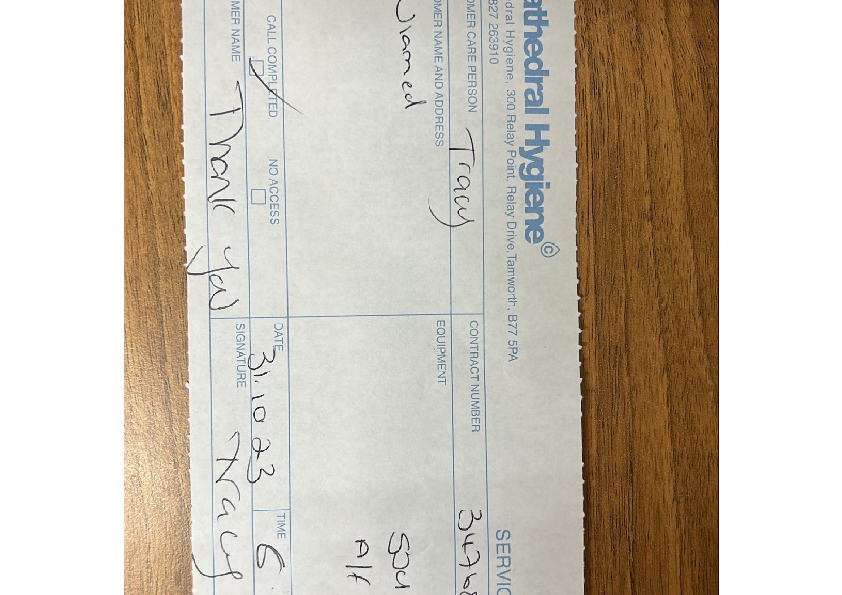 athedral Hygiene©
dral Hygiene, 300 Relay Point, Relay Drive, Tamworth, B77 5PA
827 263910
SERVIC
OMER CARE PERSON Tracy
CONTRACT NUMBER 3476
OMER NAME AND ADDRESS
EQUIPMENT
A/F
CALL COMPLETED
NO ACCESS
DATE 31.10.23
TIME 6
MER NAME Thank you
SIGNATURE Tracy